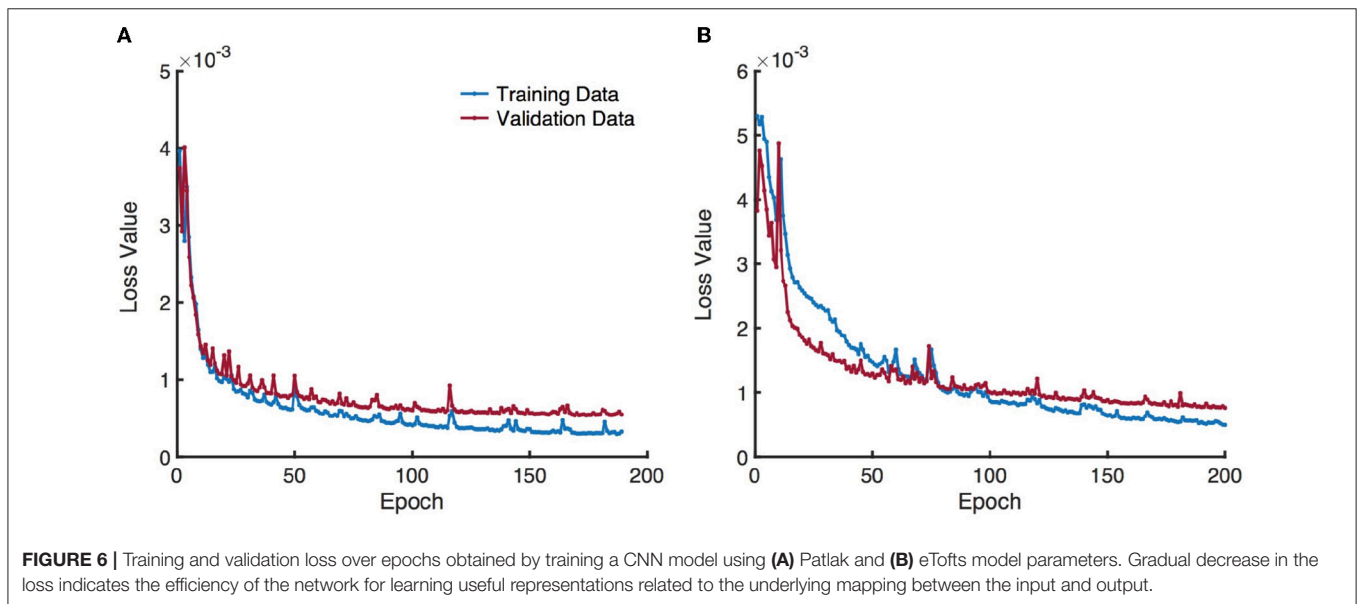 A
×10⁻³
5
4
3
2
1
0
Loss Value
0 50 100 150 200
Epoch
Training Data
Validation Data
B
×10⁻³
6
5
4
3
2
1
0
Loss Value
0 50 100 150 200
Epoch
FIGURE 6 | Training and validation loss over epochs obtained by training a CNN model using (A) Patlak and (B) eTofts model parameters. Gradual decrease in the
loss indicates the efficiency of the network for learning useful representations related to the underlying mapping between the input and output.